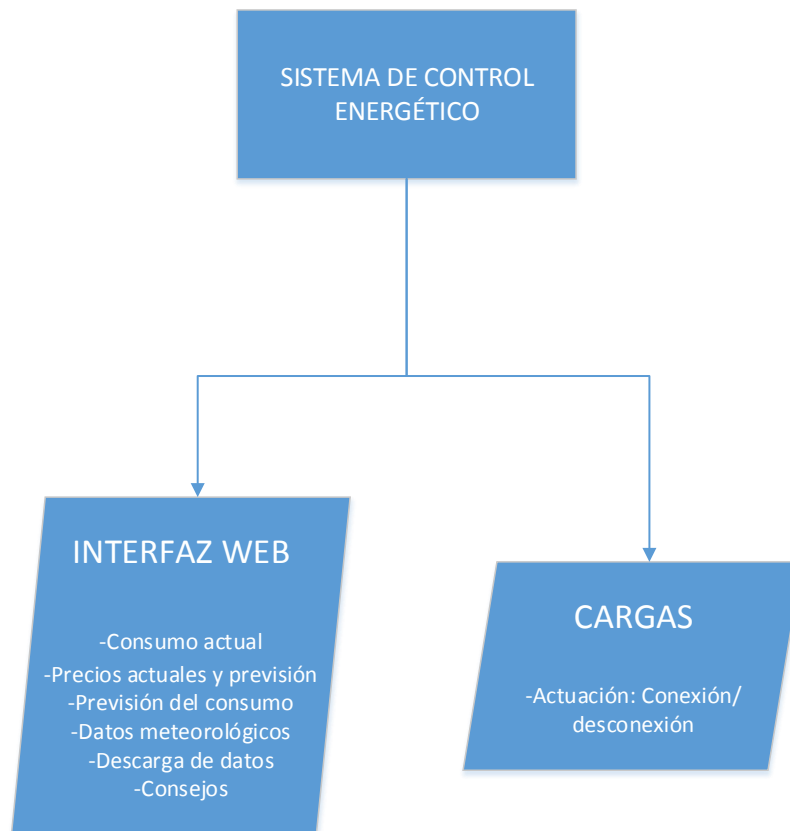 SISTEMA DE CONTROL
ENERGÉTICO
INTERFAZ WEB
-Consumo actual
-Precios actuales y previsión
-Previsión del consumo
-Datos meteorológicos
-Descarga de datos
-Consejos
CARGAS
-Actuación: Conexión/
desconexión